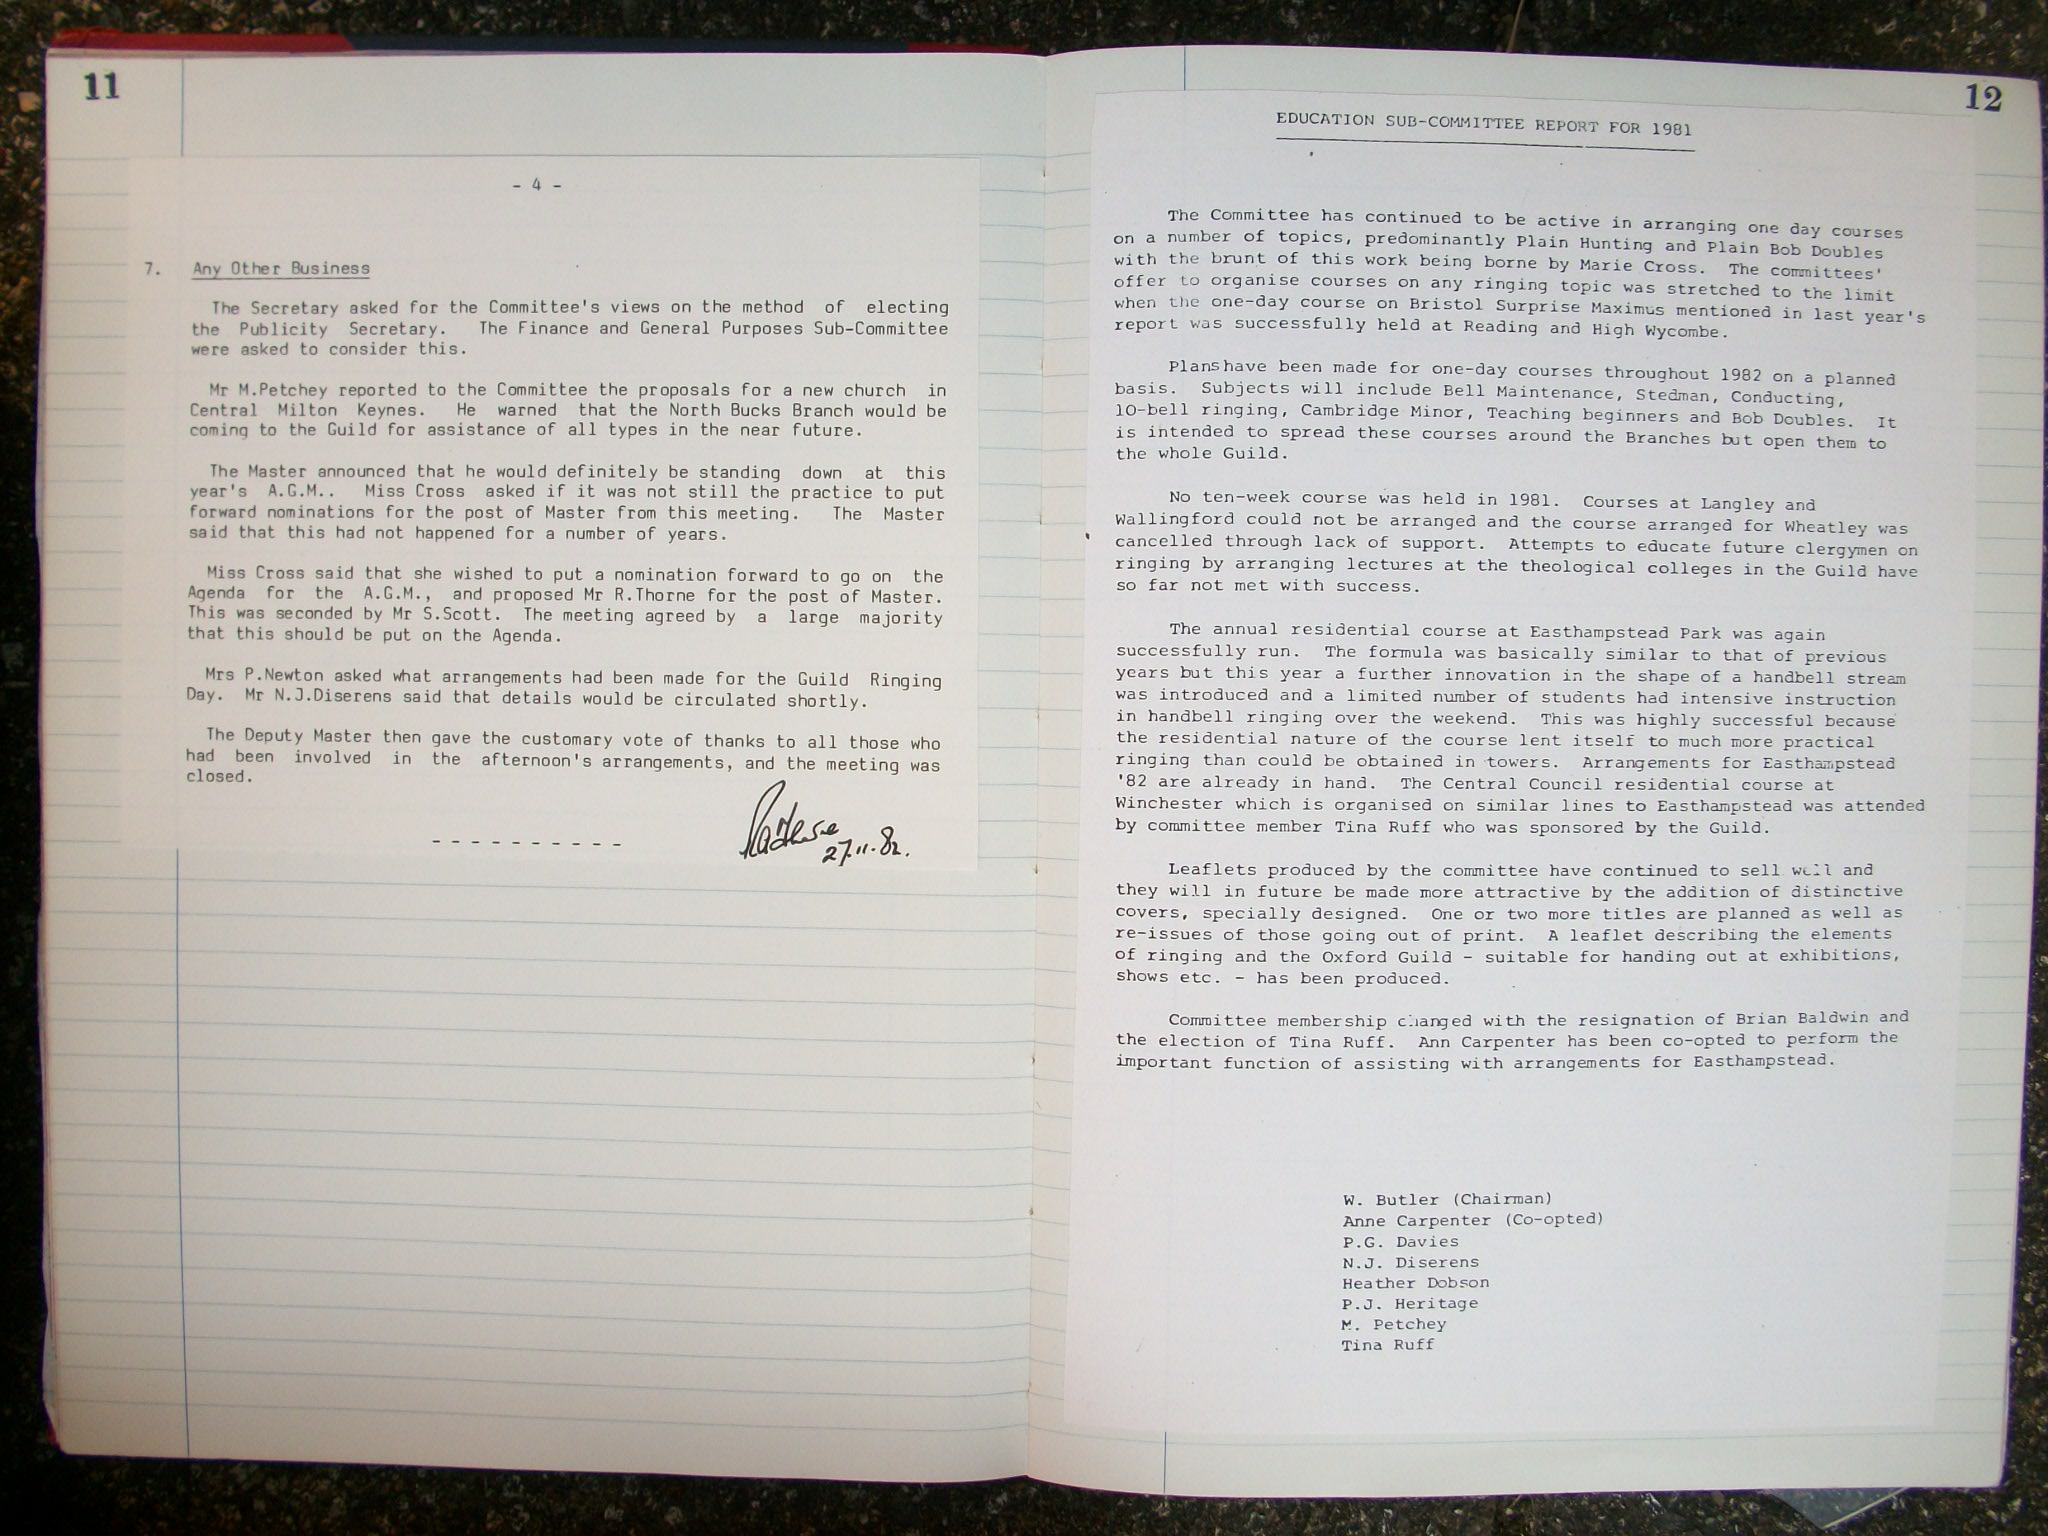 11
- 4 -
7. Any Other Business
The Secretary asked for the Committee's views on the method of electing
the Publicity Secretary. The Finance and General Purposes Sub-Committee
were asked to consider this.
Mr M.Petchey reported to the Committee the proposals for a new church in
Central Milton Keynes. He warned that the North Bucks Branch would be
coming to the Guild for assistance of all types in the near future.
The Master announced that he would definitely be standing down at this
year's A.G.M.. Miss Cross asked if it was not still the practice to put
forward nominations for the post of Master from this meeting. The Master
said that this had not happened for a number of years.
Miss Cross said that she wished to put a nomination forward to go on the
Agenda for the A.G.M., and proposed Mr R.Thorne for the post of Master.
This was seconded by Mr S.Scott. The meeting agreed by a large majority
that this should be put on the Agenda.
Mrs P.Newton asked what arrangements had been made for the Guild Ringing
Day. Mr N.J.Diserens said that details would be circulated shortly.
The Deputy Master then gave the customary vote of thanks to all those who
had been involved in the afternoon's arrangements, and the meeting was
closed.
- - - - - - - - - -
27.11.82.
12
EDUCATION SUB-COMMITTEE REPORT FOR 1981
The Committee has continued to be active in arranging one day courses
on a number of topics, predominantly Plain Hunting and Plain Bob Doubles
with the brunt of this work being borne by Marie Cross. The committees'
offer to organise courses on any ringing topic was stretched to the limit
when the one-day course on Bristol Surprise Maximus mentioned in last year's
report was successfully held at Reading and High Wycombe.
Plans have been made for one-day courses throughout 1982 on a planned
basis. Subjects will include Bell Maintenance, Stedman, Conducting,
10-bell ringing, Cambridge Minor, Teaching beginners and Bob Doubles. It
is intended to spread these courses around the Branches but open them to
the whole Guild.
No ten-week course was held in 1981. Courses at Langley and
Wallingford could not be arranged and the course arranged for Wheatley was
cancelled through lack of support. Attempts to educate future clergymen on
ringing by arranging lectures at the theological colleges in the Guild have
so far not met with success.
The annual residential course at Easthampstead Park was again
successfully run. The formula was basically similar to that of previous
years but this year a further innovation in the shape of a handbell stream
was introduced and a limited number of students had intensive instruction
in handbell ringing over the weekend. This was highly successful because
the residential nature of the course lent itself to much more practical
ringing than could be obtained in towers. Arrangements for Easthampstead
'82 are already in hand. The Central Council residential course at
Winchester which is organised on similar lines to Easthampstead was attended
by committee member Tina Ruff who was sponsored by the Guild.
Leaflets produced by the committee have continued to sell well and
they will in future be made more attractive by the addition of distinctive
covers, specially designed. One or two more titles are planned as well as
re-issues of those going out of print. A leaflet describing the elements
of ringing and the Oxford Guild - suitable for handing out at exhibitions,
shows etc. - has been produced.
Committee membership changed with the resignation of Brian Baldwin and
the election of Tina Ruff. Ann Carpenter has been co-opted to perform the
important function of assisting with arrangements for Easthampstead.
W. Butler (Chairman)
Anne Carpenter (Co-opted)
P.G. Davies
N.J. Diserens
Heather Dobson
P.J. Heritage
M. Petchey
Tina Ruff